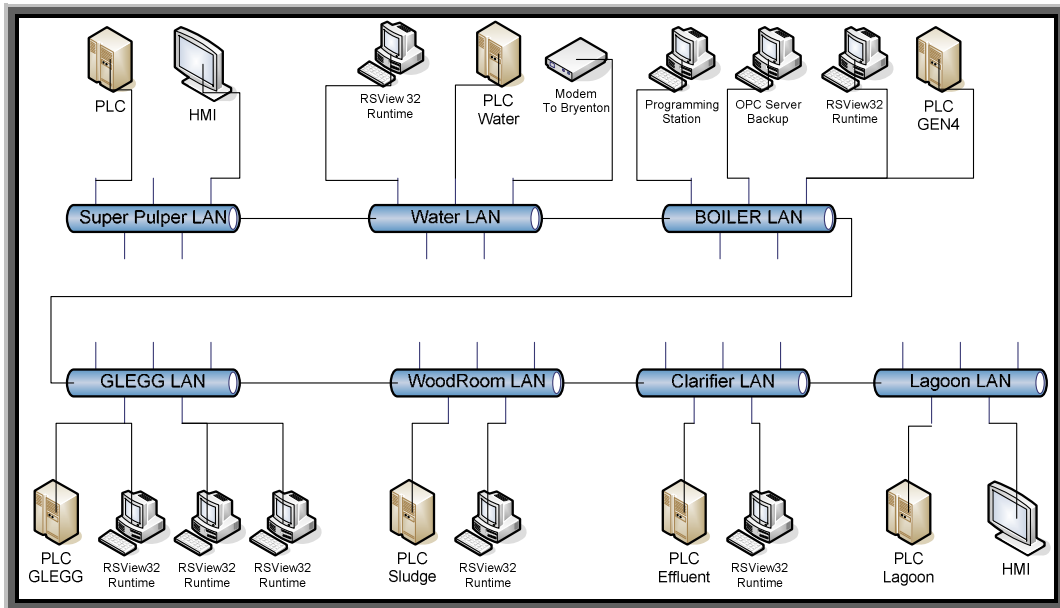 PLC
HMI
RSView 32
Runtime
PLC
Water
Modem
To Bryenton
Programming
Station
OPC Server
Backup
RSView32
Runtime
PLC
GEN4
Super Pulper LAN
Water LAN
BOILER LAN
GLEGG LAN
WoodRoom LAN
Clarifier LAN
Lagoon LAN
PLC
GLEGG
RSView32
Runtime
RSView32
Runtime
RSView32
Runtime
PLC
Sludge
RSView32
Runtime
PLC
Effluent
RSView32
Runtime
PLC
Lagoon
HMI